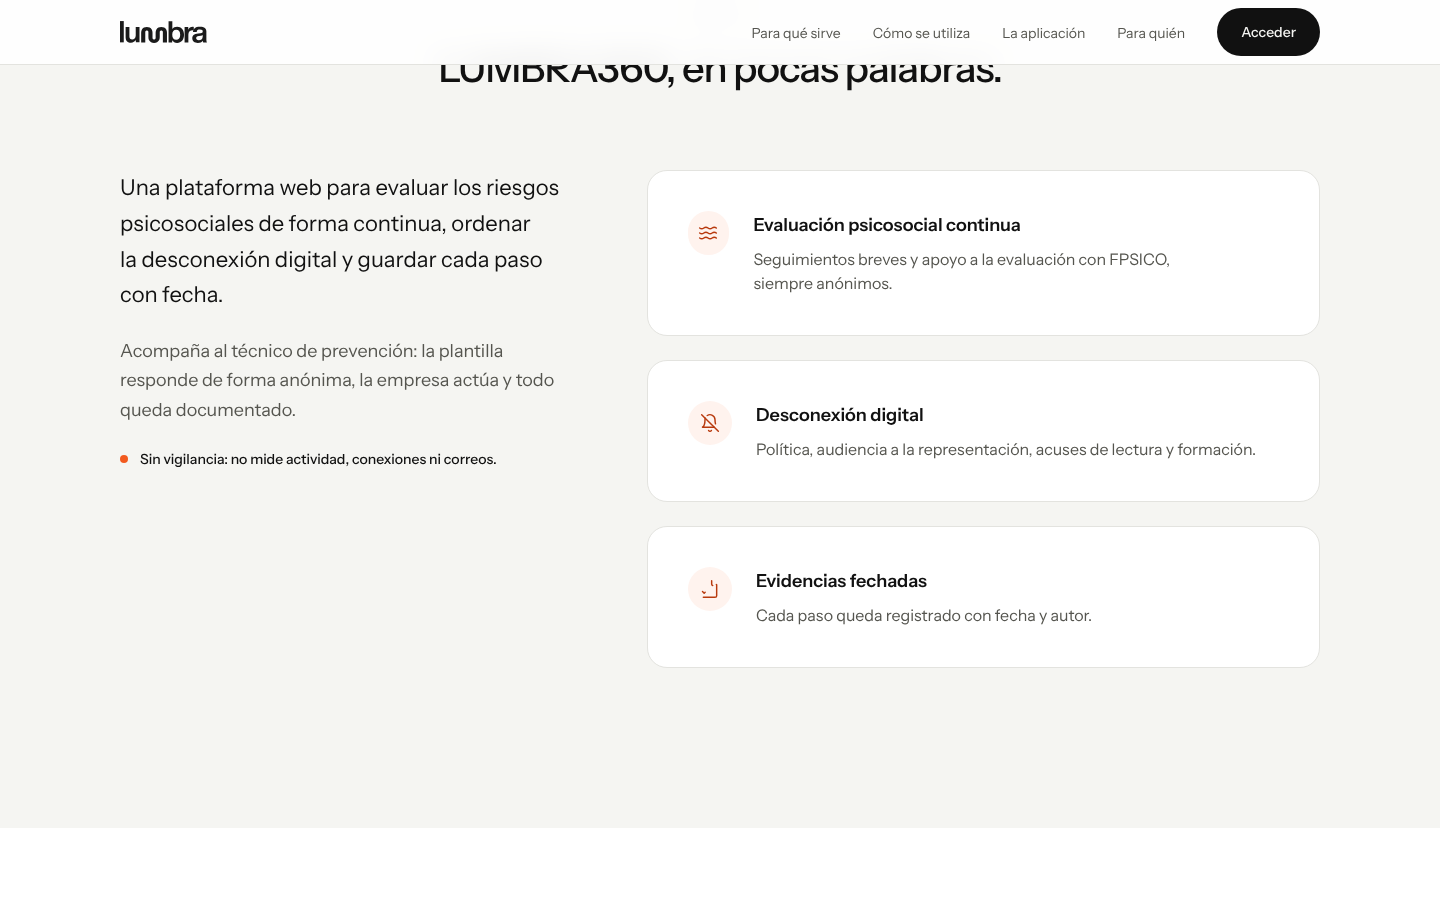 lumbra
Para qué sirve
Cómo se utiliza
La aplicación
Para quién
Acceder
LUMBRA360, en pocas palabras.
Una plataforma web para evaluar los riesgos
psicosociales de forma continua, ordenar
la desconexión digital y guardar cada paso
con fecha.
Acompaña al técnico de prevención: la plantilla
responde de forma anónima, la empresa actúa y todo
queda documentado.
Sin vigilancia: no mide actividad, conexiones ni correos.
Evaluación psicosocial continua
Seguimientos breves y apoyo a la evaluación con FPSICO,
siempre anónimos.
Desconexión digital
Política, audiencia a la representación, acuses de lectura y formación.
Evidencias fechadas
Cada paso queda registrado con fecha y autor.